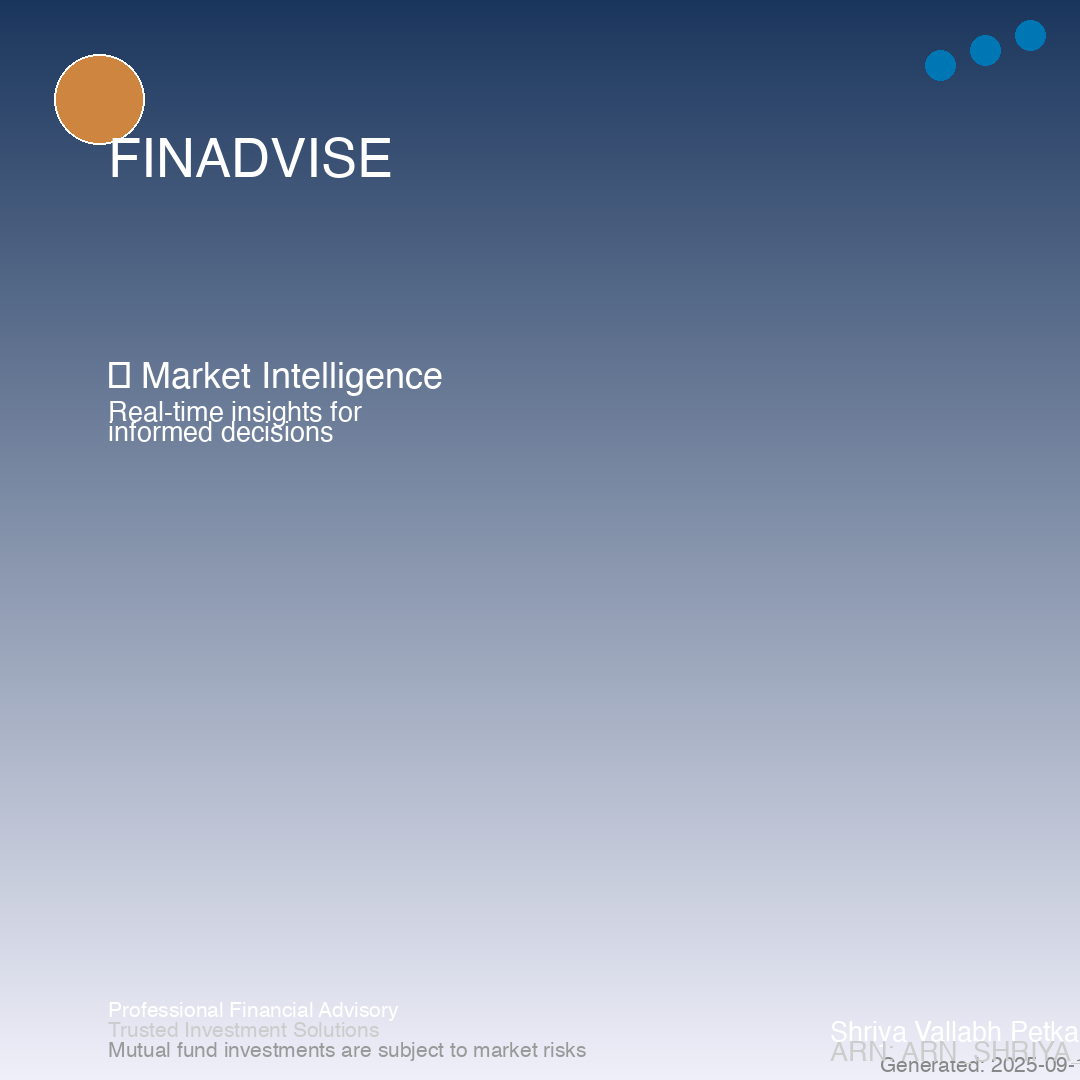 FINADVISE
Market Intelligence
Real-time insights for
informed decisions
Professional Financial Advisory
Trusted Investment Solutions
Mutual fund investments are subject to market risks
Shriya Vallabh Petka
ARN: ARN_SHRIYA_
Generated: 2025-09-